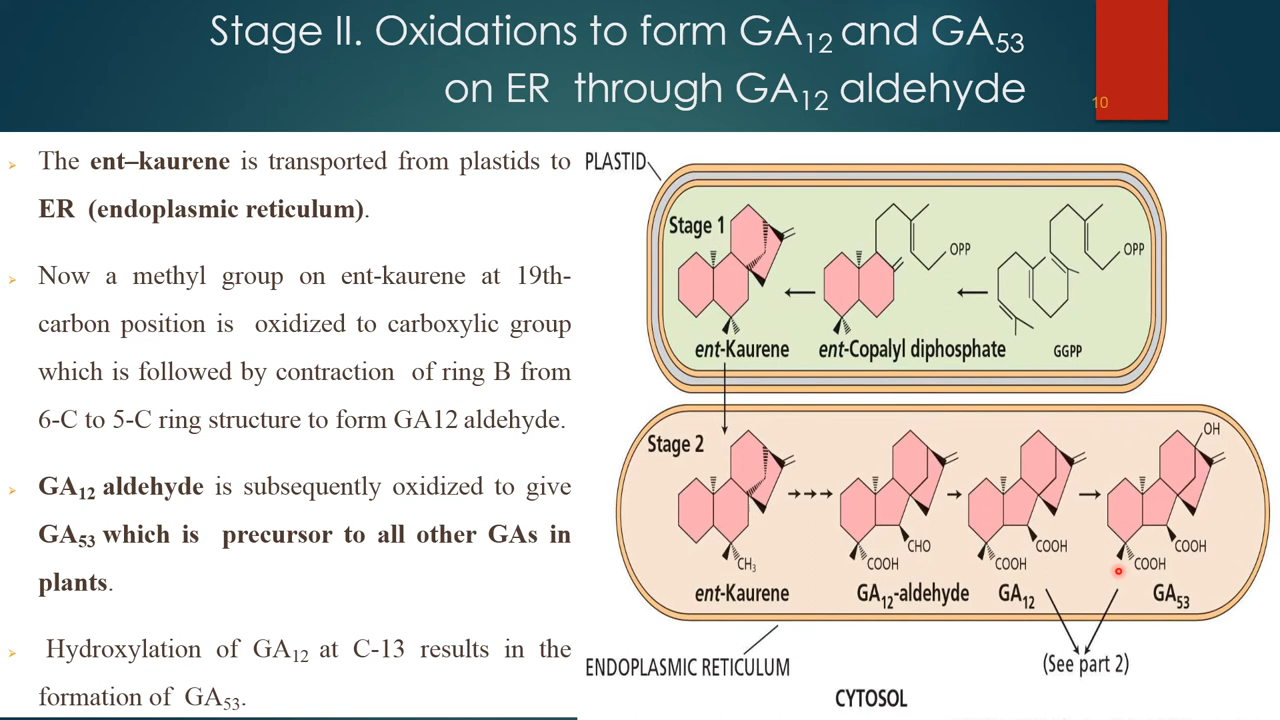 Stage II. Oxidations to form GA12 and GA53
on ER through GA12 aldehyde
10
The ent–kaurene is transported from plastids to
ER (endoplasmic reticulum).
Now a methyl group on ent-kaurene at 19th-
carbon position is oxidized to carboxylic group
which is followed by contraction of ring B from
6-C to 5-C ring structure to form GA12 aldehyde.
GA12 aldehyde is subsequently oxidized to give
GA53 which is precursor to all other GAs in
plants.
Hydroxylation of GA12 at C-13 results in the
formation of GA53.
PLASTID
Stage 1
OPP
OPP
ent-Kaurene
ent-Copalyl diphosphate
GGPP
Stage 2
OH
CH3
COOH
CHO
COOH
COOH
COOH
COOH
ent-Kaurene
GA12-aldehyde
GA12
GA53
ENDOPLASMIC RETICULUM
(See part 2)
CYTOSOL